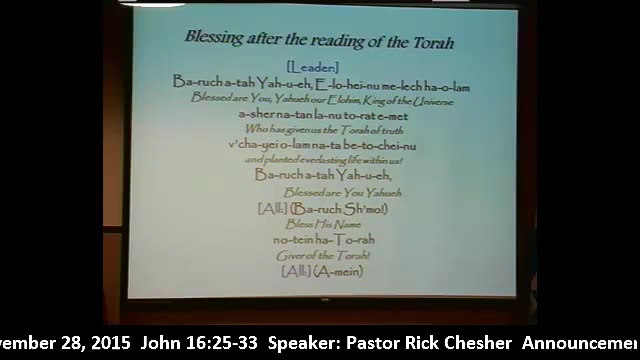 Blessing after the reading of the Torah
[Leader:]
Ba-ruch a-tah Yah-u-eh, E-lo-hei-nu me-lech ha-o-lam
Blessed are You, Yahueh our Elohim, King of the Universe
a-sher na-tan la-nu to-rat e-met
Who has given us the Torah of truth
v'cha-yei o-lam na-ta be-to-chei-nu
and planted everlasting life within us!
Ba-ruch a-tah Yah-u-eh,
Blessed are You Yahueh
[All:] (Ba-ruch Sh'mo!)
Bless His Name
no-tein ha-To-rah
Giver of the Torah!
[All:] (A-mein)
vember 28, 2015 John 16:25-33 Speaker: Pastor Rick Chesher Announcemen